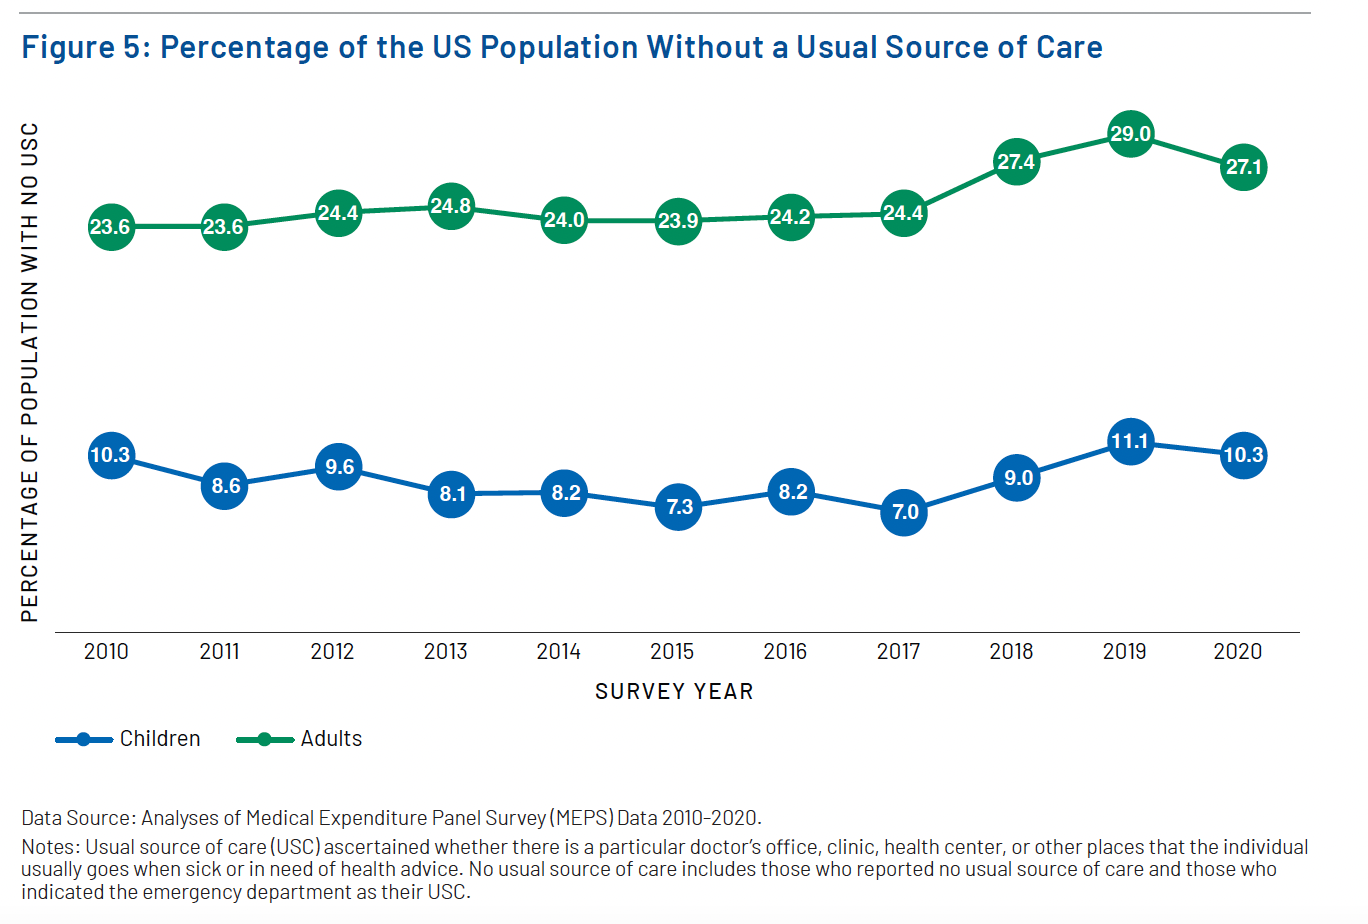 Figure 5: Percentage of the US Population Without a Usual Source of Care
PERCENTAGE OF POPULATION WITH NO USC
23.6
23.6
24.4
24.8
24.0
23.9
24.2
24.4
27.4
29.0
27.1
10.3
8.6
9.6
8.1
8.2
7.3
8.2
7.0
9.0
11.1
10.3
2010 2011 2012 2013 2014 2015 2016 2017 2018 2019 2020
SURVEY YEAR
Children Adults
Data Source: Analyses of Medical Expenditure Panel Survey (MEPS) Data 2010-2020.
Notes: Usual source of care (USC) ascertained whether there is a particular doctor’s office, clinic, health center, or other places that the individual
usually goes when sick or in need of health advice. No usual source of care includes those who reported no usual source of care and those who
indicated the emergency department as their USC.